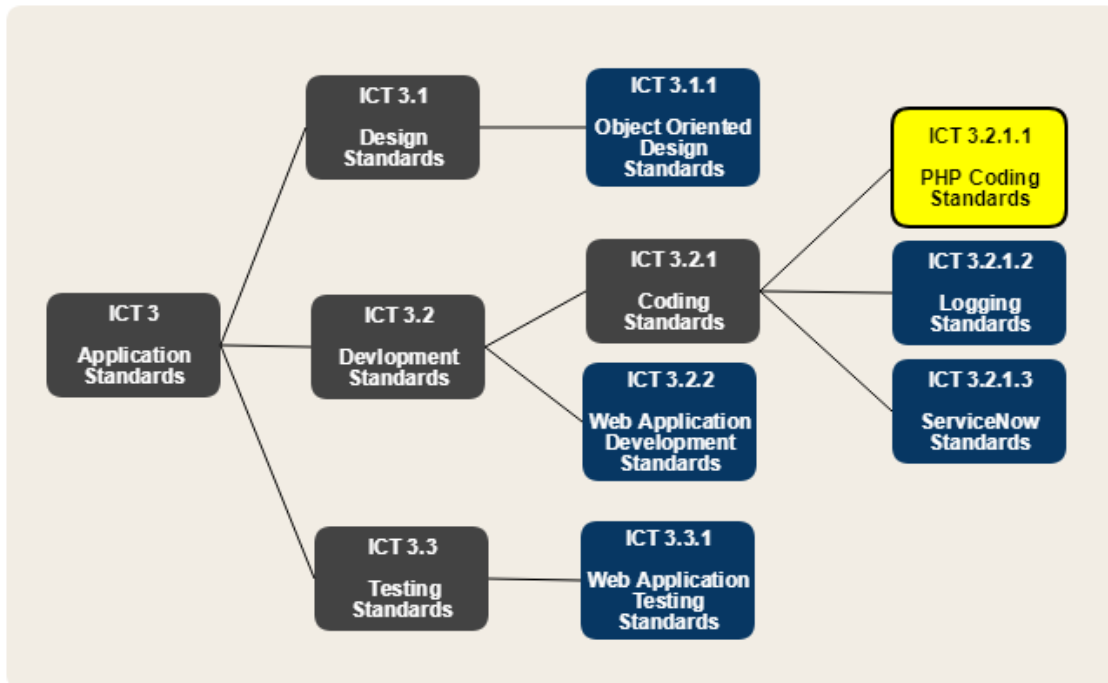 ICT 3
Application
Standards
ICT 3.1
Design
Standards
ICT 3.1.1
Object Oriented
Design
Standards
ICT 3.2
Devlopment
Standards
ICT 3.2.1
Coding
Standards
ICT 3.2.1.1
PHP Coding
Standards
ICT 3.2.1.2
Logging
Standards
ICT 3.2.1.3
ServiceNow
Standards
ICT 3.2.2
Web Application
Development
Standards
ICT 3.3
Testing
Standards
ICT 3.3.1
Web Application
Testing
Standards